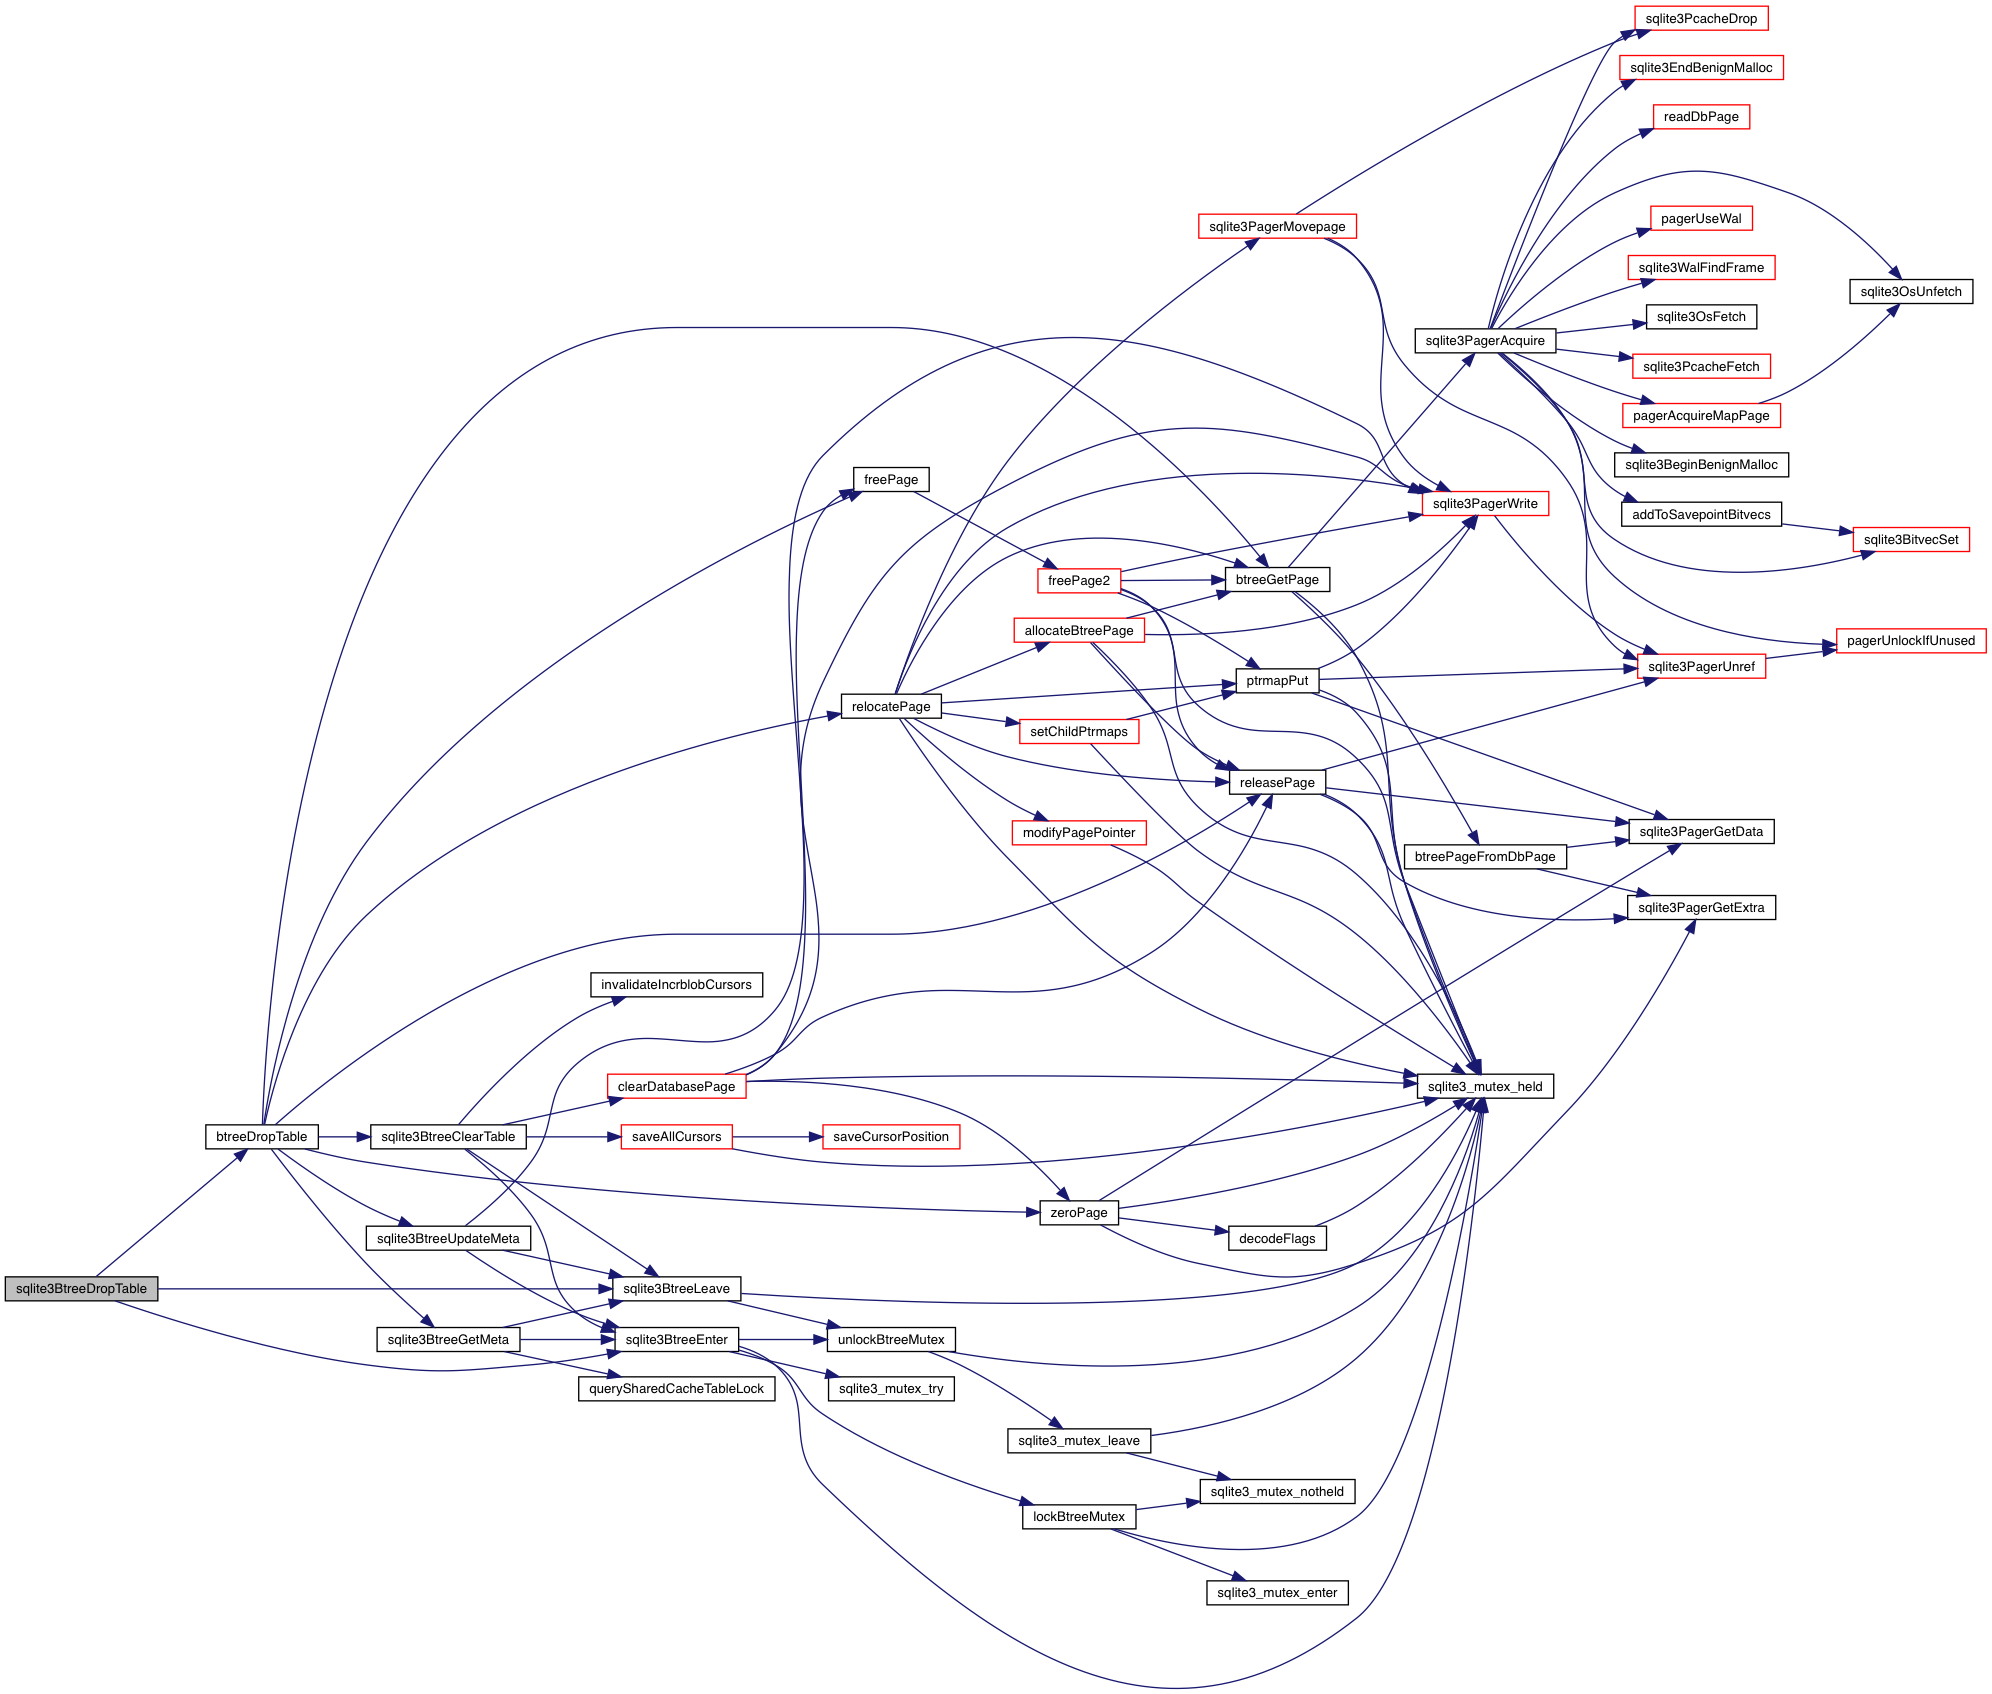 sqlite3PcacheDrop
sqlite3EndBenignMalloc
readDbPage
pagerUseWal
sqlite3PagerMovepage
sqlite3WalFindFrame
sqlite3OsUnfetch
sqlite3OsFetch
sqlite3PagerAcquire
sqlite3PcacheFetch
pagerAcquireMapPage
sqlite3BeginBenignMalloc
freePage
sqlite3PagerWrite
addToSavepointBitvecs
sqlite3BitvecSet
freePage2
btreeGetPage
allocateBtreePage
pagerUnlockIfUnused
sqlite3PagerUnref
ptrmapPut
relocatePage
setChildPtrmaps
releasePage
modifyPagePointer
sqlite3PagerGetData
btreePageFromDbPage
sqlite3PagerGetExtra
invalidateIncrblobCursors
clearDatabasePage
sqlite3_mutex_held
btreeDropTable
sqlite3BtreeClearTable
saveAllCursors
saveCursorPosition
zeroPage
sqlite3BtreeUpdateMeta
decodeFlags
sqlite3BtreeDropTable
sqlite3BtreeLeave
sqlite3BtreeGetMeta
sqlite3BtreeEnter
unlockBtreeMutex
querySharedCacheTableLock
sqlite3_mutex_try
sqlite3_mutex_leave
sqlite3_mutex_notheld
lockBtreeMutex
sqlite3_mutex_enter